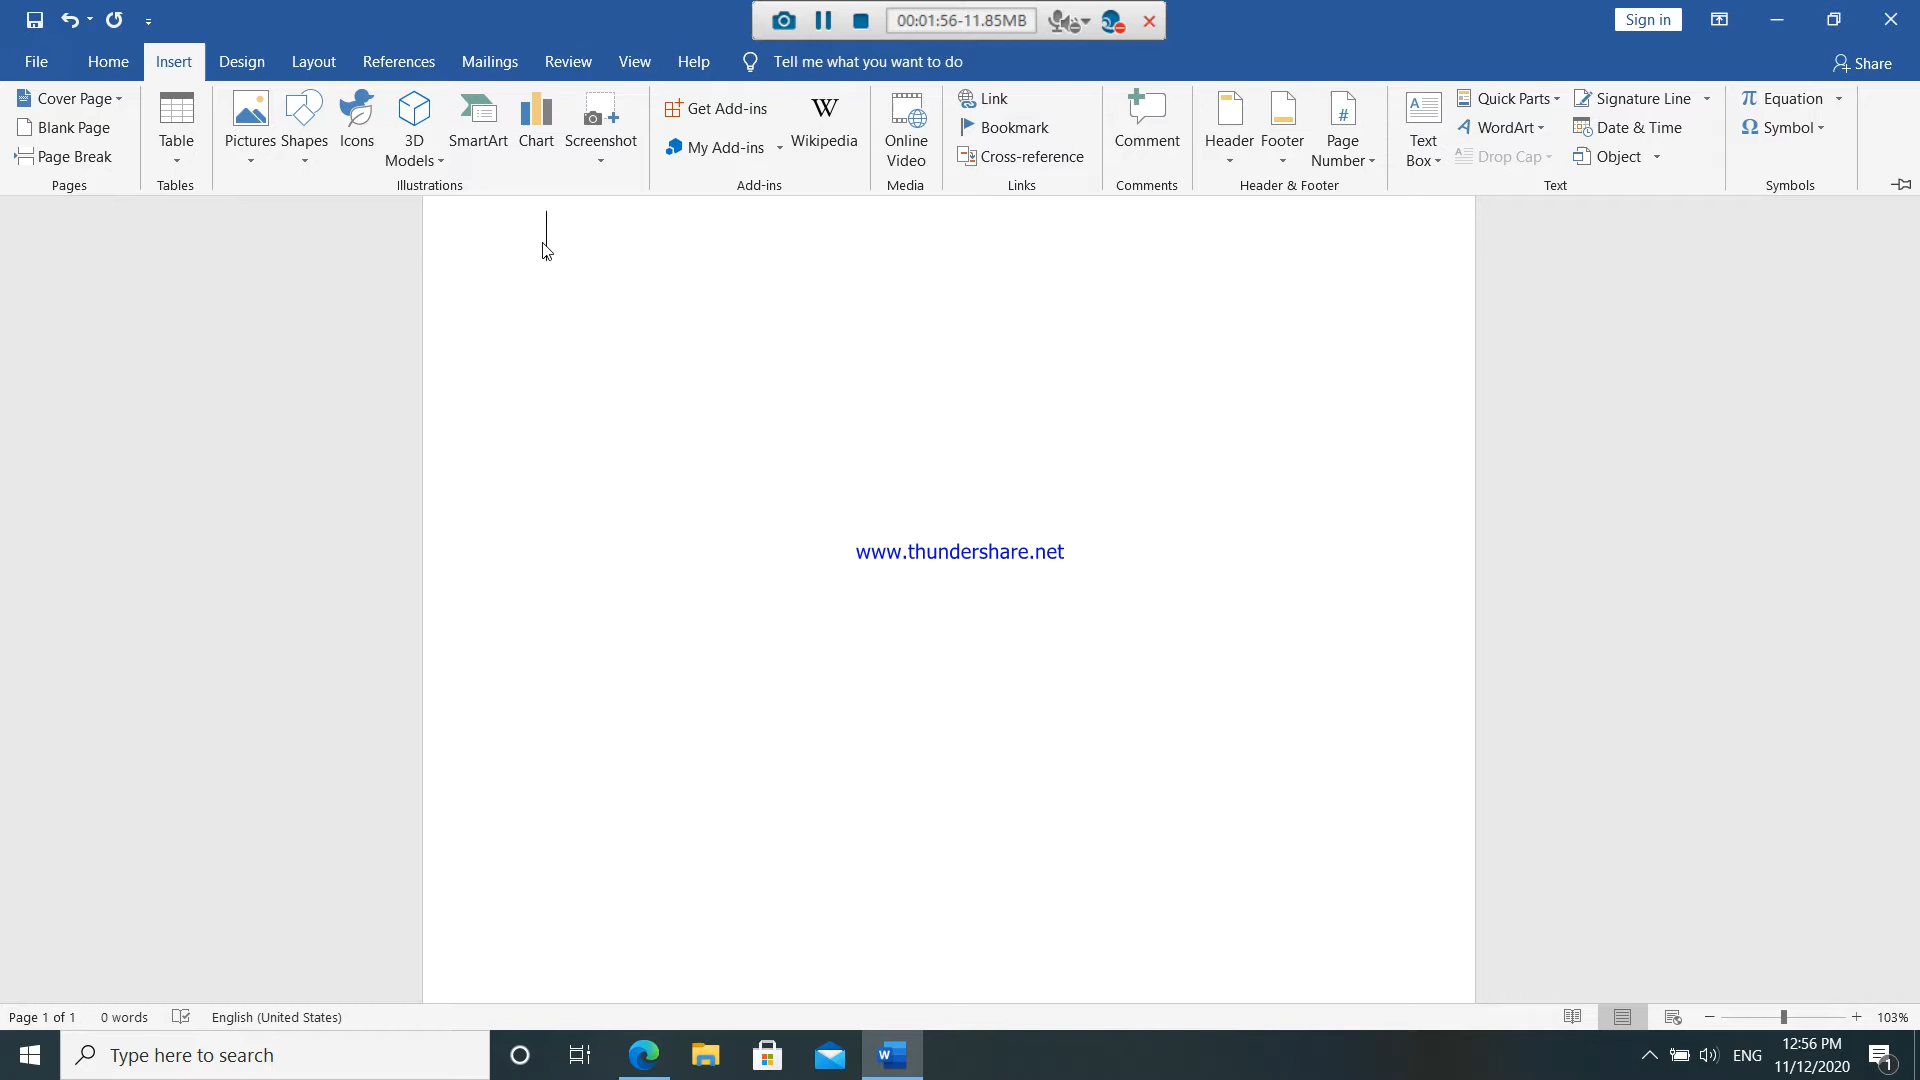 00:01:56-11.85MB
Sign in
File Home Insert Design Layout References Mailings Review View Help Tell me what you want to do Share
Cover Page
Blank Page
Page Break
Pages
Table
Tables
Pictures Shapes Icons 3D Models SmartArt Chart Screenshot
Illustrations
Get Add-ins
My Add-ins
W Wikipedia
Add-ins
Online Video
Media
Link
Bookmark
Cross-reference
Links
Comment
Comments
Header Footer Page Number
#
Header & Footer
Text Box
A
Quick Parts
WordArt
Drop Cap
Signature Line
Date & Time
Object
Text
π Equation
Ω Symbol
Symbols
www.thundershare.net
Page 1 of 1 0 words English (United States) 103%
Type here to search
W
ENG
12:56 PM
11/12/2020
1